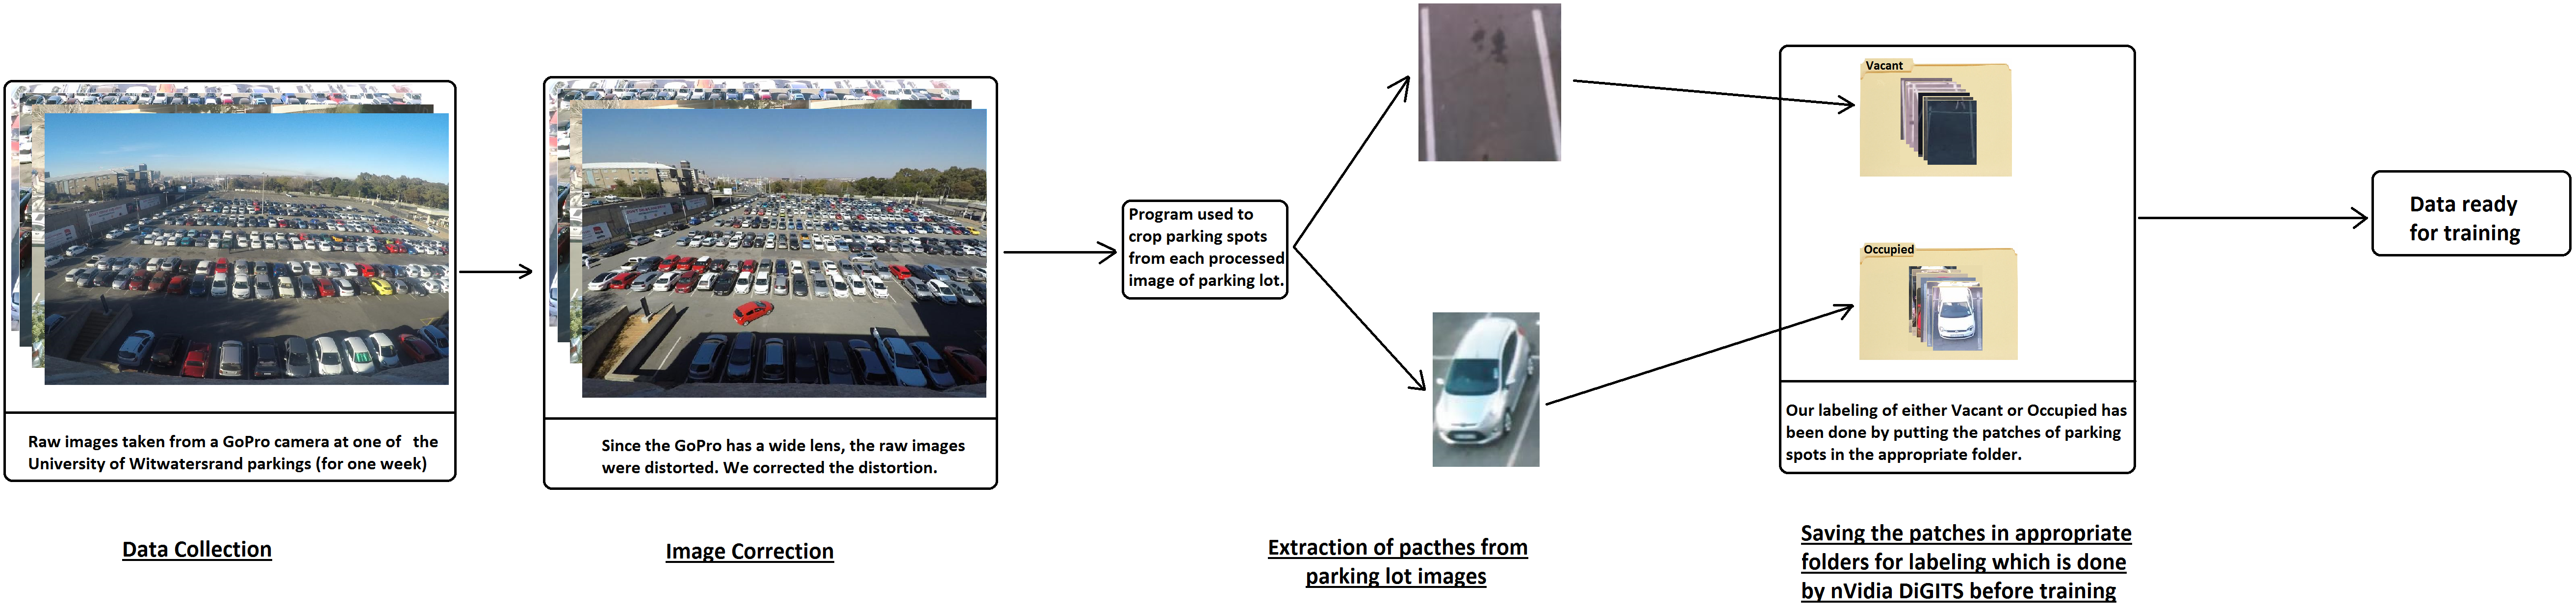 Raw images taken from a GoPro camera at one of the
University of Witwatersrand parkings (for one week)
Data Collection
Since the GoPro has a wide lens, the raw images
were distorted. We corrected the distortion.
Image Correction
Program used to
crop parking spots
from each processed
image of parking lot.
Extraction of pacthes from
parking lot images
Vacant
Occupied
Our labeling of either Vacant or Occupied has
been done by putting the patches of parking
spots in the appropriate folder.
Saving the patches in appropriate
folders for labeling which is done
by nVidia DiGITS before training
Data ready
for training